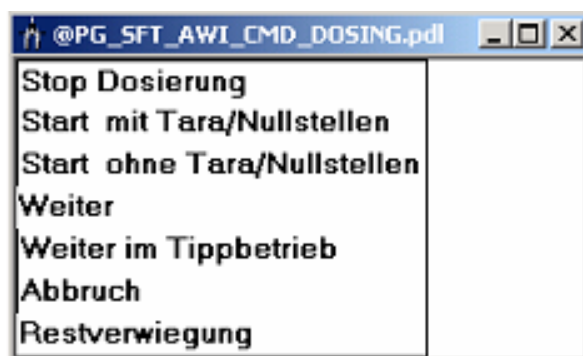 @PG_SFT_AWI_CMD_DOSING.pdl
Stop Dosierung
Start mit Tara/Nullstellen
Start ohne Tara/Nullstellen
Weiter
Weiter im Tippbetrieb
Abbruch
Restverwiegung